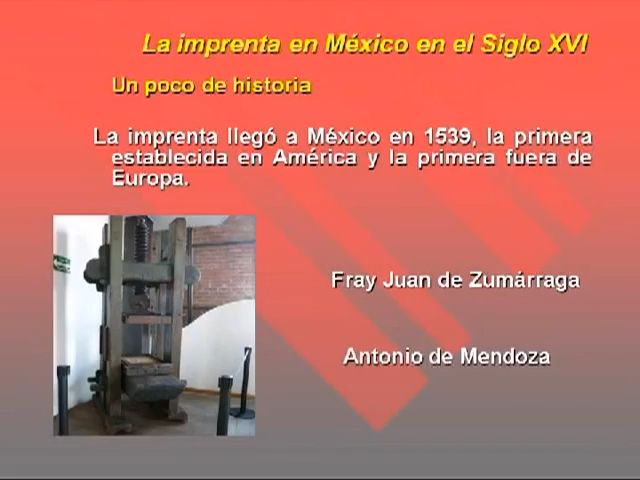 La imprenta en México en el Siglo XVI
Un poco de historia
La imprenta llegó a México en 1539, la primera
establecida en América y la primera fuera de
Europa.
Fray Juan de Zumárraga
Antonio de Mendoza